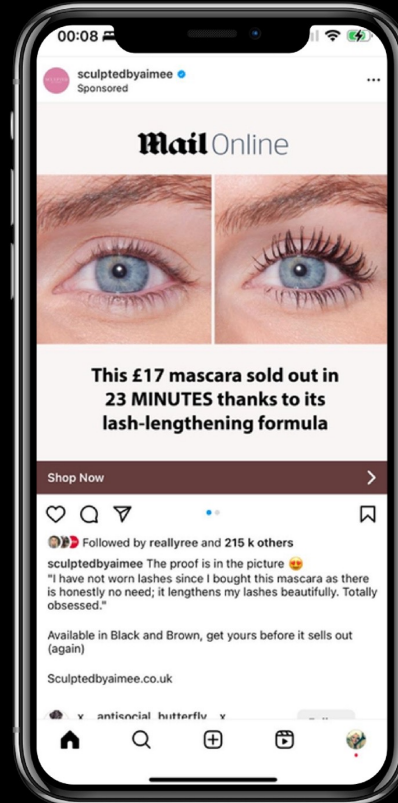 00:08
sculptedbyaimee
Sponsored
Mail Online
This £17 mascara sold out in
23 MINUTES thanks to its
lash-lengthening formula
Shop Now
Followed by reallyree and 215 k others
sculptedbyaimee The proof is in the picture 😍
"I have not worn lashes since I bought this mascara as there
is honestly no need; it lengthens my lashes beautifully. Totally
obsessed."
Available in Black and Brown, get yours before it sells out
(again)
Sculptedbyaimee.co.uk
x__antisocial_butterfly__x